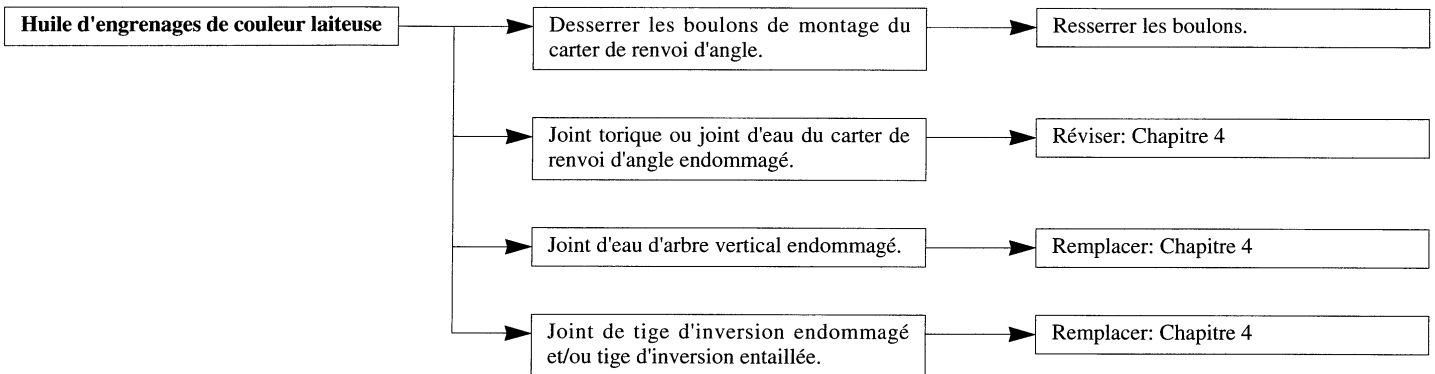 Huile d'engrenages de couleur laiteuse
Desserrer les boulons de montage du
carter de renvoi d'angle.
Resserrer les boulons.
Joint torique ou joint d'eau du carter de
renvoi d'angle endommagé.
Réviser: Chapitre 4
Joint d'eau d'arbre vertical endommagé.
Remplacer: Chapitre 4
Joint de tige d'inversion endommagé
et/ou tige d'inversion entaillée.
Remplacer: Chapitre 4